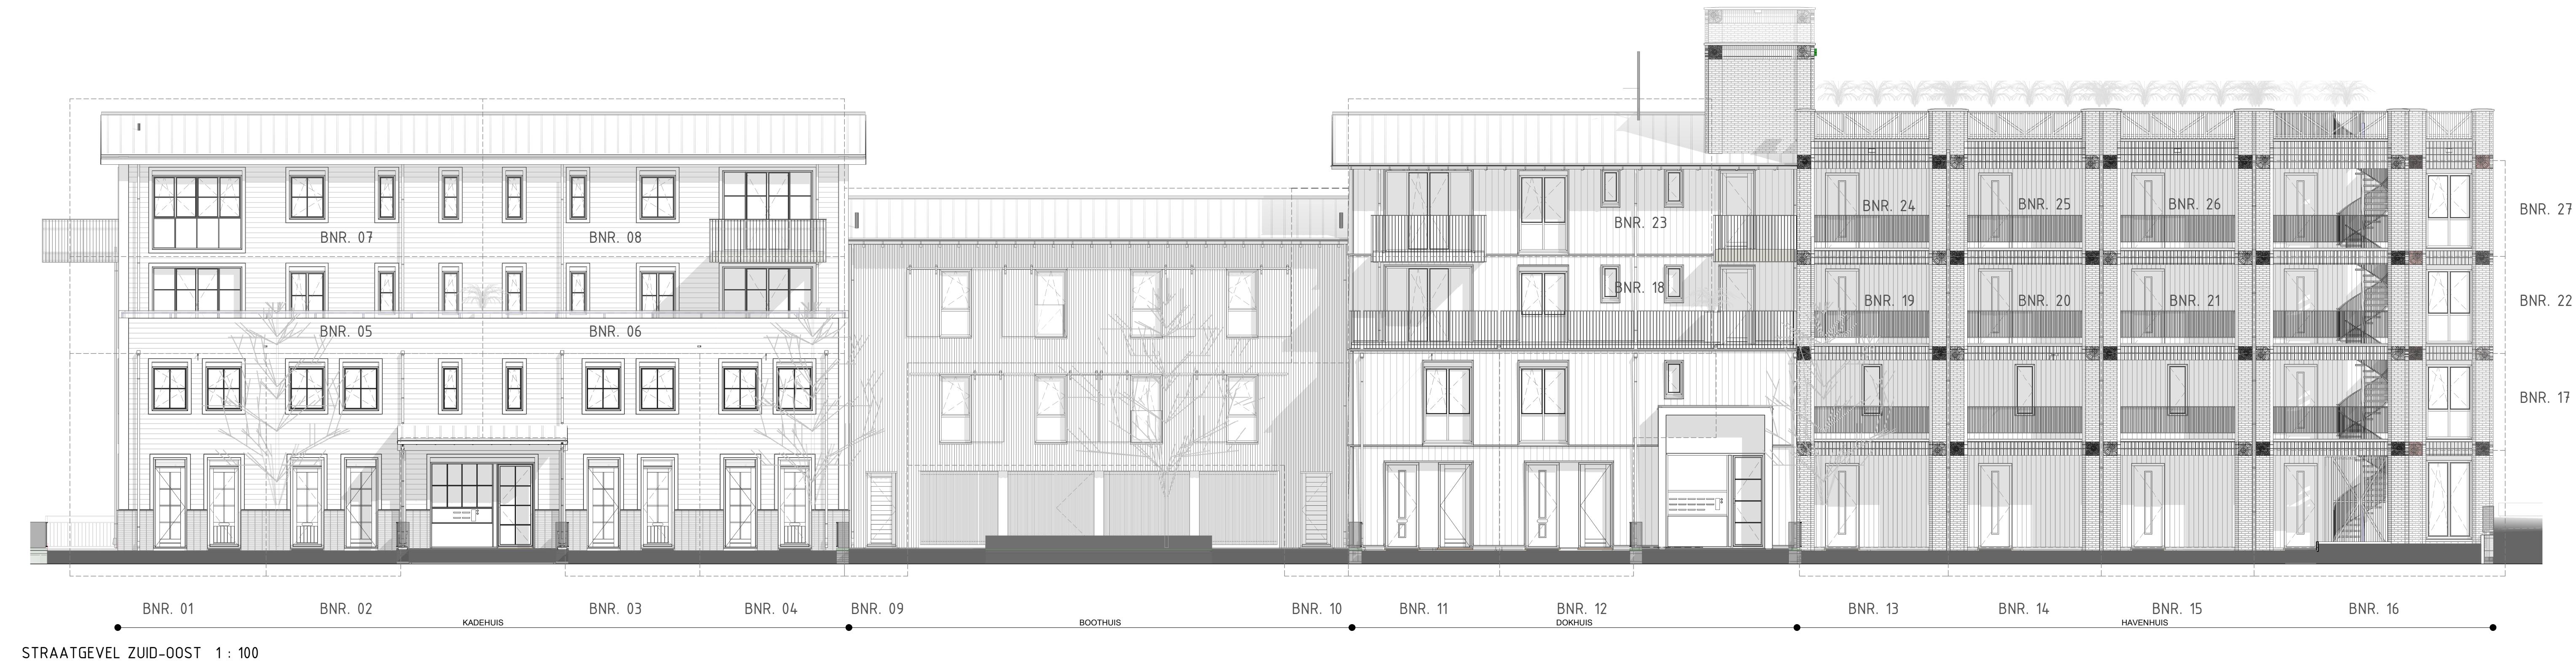 BNR. 07
BNR. 08
BNR. 23
BNR. 24
BNR. 25
BNR. 26
BNR. 27
BNR. 05
BNR. 06
BNR. 18
BNR. 19
BNR. 20
BNR. 21
BNR. 22
BNR. 17
BNR. 01
BNR. 02
BNR. 03
BNR. 04
BNR. 09
BNR. 10
BNR. 11
BNR. 12
BNR. 13
BNR. 14
BNR. 15
BNR. 16
KADEHUIS
BOOTHUIS
DOKHUIS
HAVENHUIS
STRAATGEVEL ZUID-OOST 1 : 100